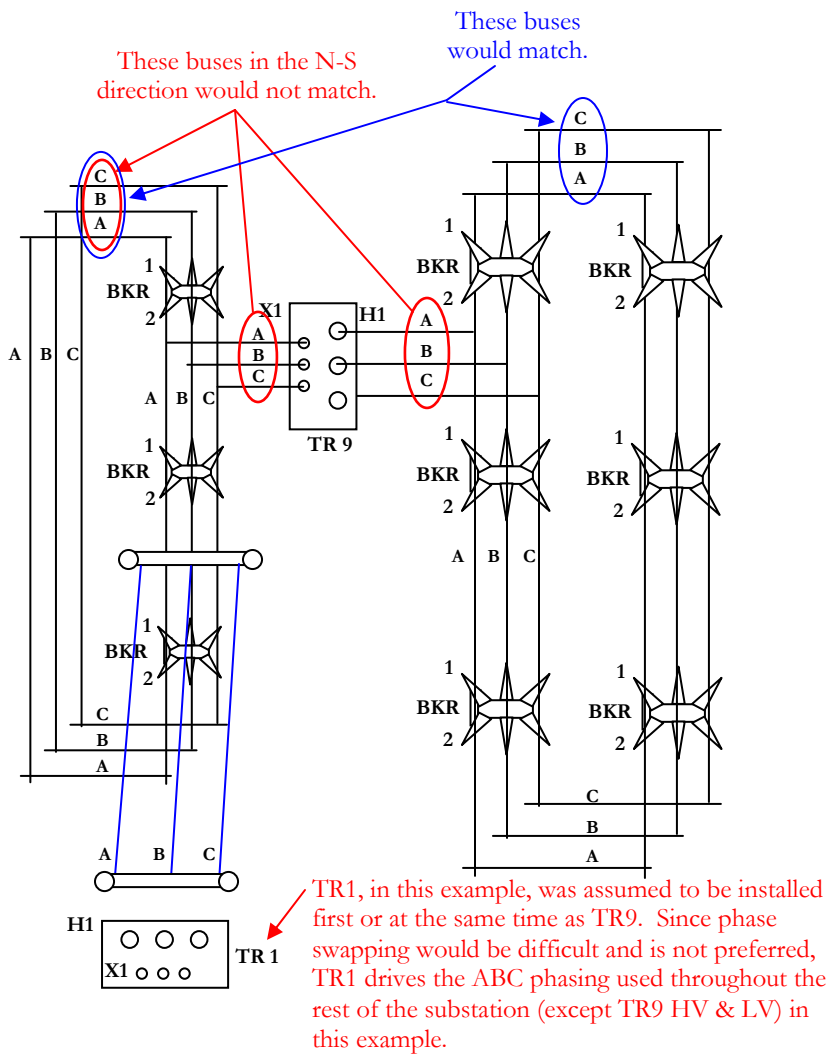 These buses
would match.
These buses in the N-S
direction would not match.
C
B
A
C
B
A
1
BKR
2
X1
H1
A
B
C
A
B
C
1
BKR
2
1
BKR
2
A
B
C
A
B
C
TR 9
1
BKR
2
1
BKR
2
1
BKR
2
A
B
C
1
BKR
2
1
BKR
2
1
BKR
2
C
B
A
C
B
A
A
B
C
H1
X1
TR 1
TR1, in this example, was assumed to be installed
first or at the same time as TR9. Since phase
swapping would be difficult and is not preferred,
TR1 drives the ABC phasing used throughout the
rest of the substation (except TR9 HV & LV) in
this example.